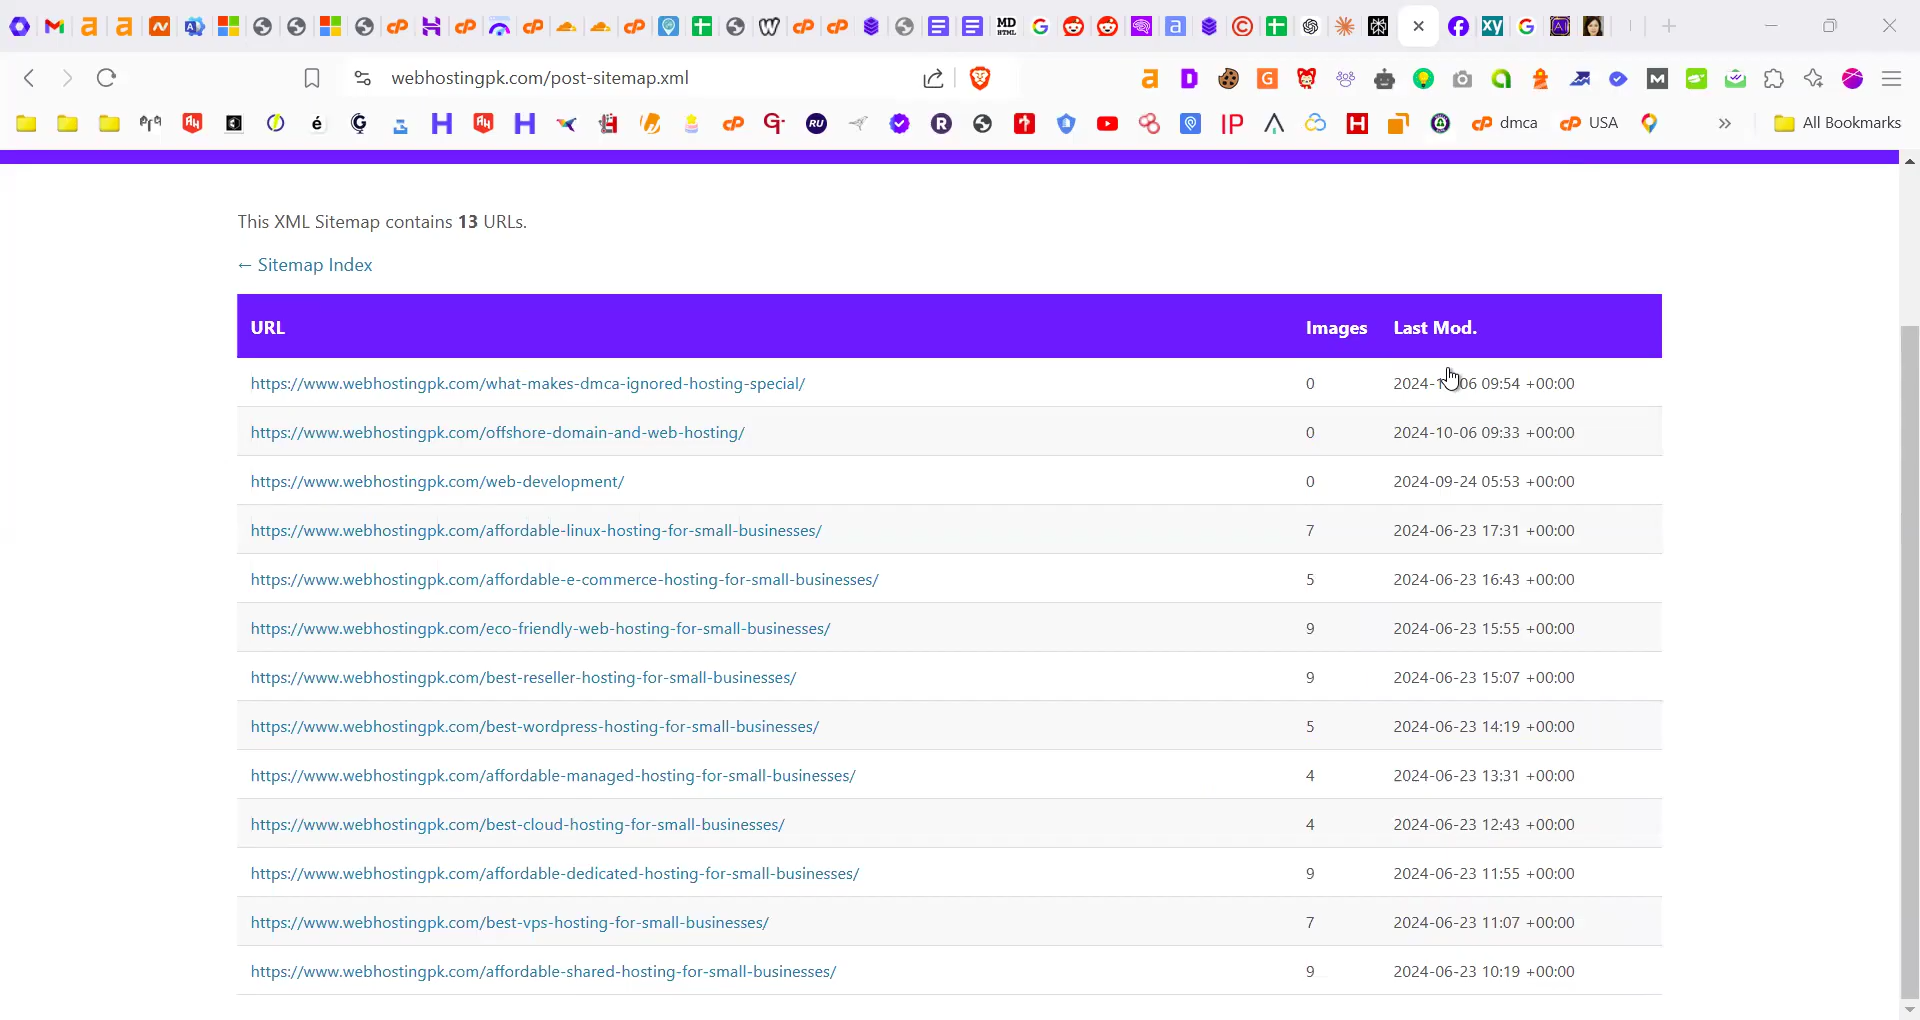 MD
HTML
XY
AI
webhostingpk.com/post-sitemap.xml
dmca
USA
All Bookmarks
This XML Sitemap contains 13 URLs.
← Sitemap Index
URL Images Last Mod.
https://www.webhostingpk.com/what-makes-dmca-ignored-hosting-special/ 0 2024-10-06 09:54 +00:00
https://www.webhostingpk.com/offshore-domain-and-web-hosting/ 0 2024-10-06 09:33 +00:00
https://www.webhostingpk.com/web-development/ 0 2024-09-24 05:53 +00:00
https://www.webhostingpk.com/affordable-linux-hosting-for-small-businesses/ 7 2024-06-23 17:31 +00:00
https://www.webhostingpk.com/affordable-e-commerce-hosting-for-small-businesses/ 5 2024-06-23 16:43 +00:00
https://www.webhostingpk.com/eco-friendly-web-hosting-for-small-businesses/ 9 2024-06-23 15:55 +00:00
https://www.webhostingpk.com/best-reseller-hosting-for-small-businesses/ 9 2024-06-23 15:07 +00:00
https://www.webhostingpk.com/best-wordpress-hosting-for-small-businesses/ 5 2024-06-23 14:19 +00:00
https://www.webhostingpk.com/affordable-managed-hosting-for-small-businesses/ 4 2024-06-23 13:31 +00:00
https://www.webhostingpk.com/best-cloud-hosting-for-small-businesses/ 4 2024-06-23 12:43 +00:00
https://www.webhostingpk.com/affordable-dedicated-hosting-for-small-businesses/ 9 2024-06-23 11:55 +00:00
https://www.webhostingpk.com/best-vps-hosting-for-small-businesses/ 7 2024-06-23 11:07 +00:00
https://www.webhostingpk.com/affordable-shared-hosting-for-small-businesses/ 9 2024-06-23 10:19 +00:00